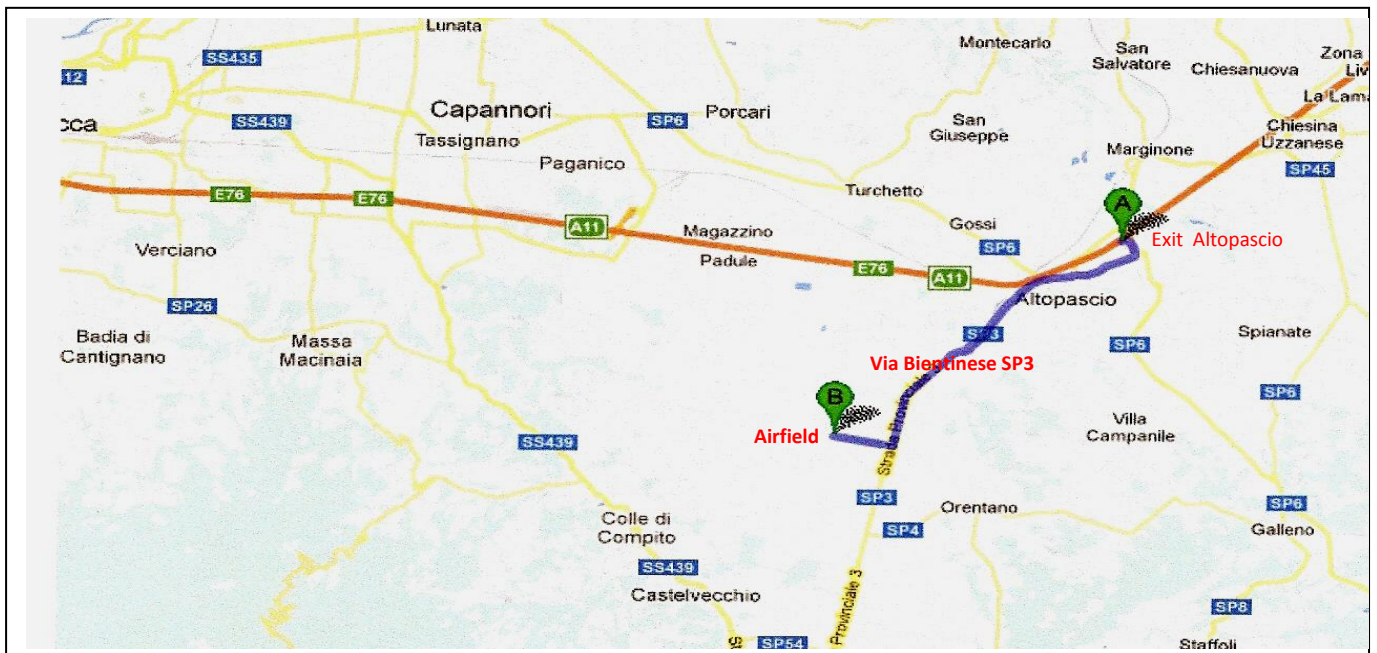 Lunata
SS435
12
Montecarlo
San
Salvatore
Chiesanuova
Zona
Liv
La Lama
Capannori
SS439
cca
Tassignano
SP6
Porcari
San
Giuseppe
Chiesina
Uzzanese
Marginone
Paganico
SP45
Turchetto
E76
E76
A
A11
Gossi
Magazzino
Padule
SP6
Exit Altopascio
Verciano
E76
A11
SP26
Altopascio
Badia di
Cantignano
Massa
Macinaia
SP3
SP6
Spianate
Via Bientinese SP3
B
SP6
Airfield
SS439
Villa
Campanile
Strada Provinciale
SP3
Orentano
SP6
Colle di
Compito
SP4
Galleno
SS439
Castelvecchio
Provinciale 3
SP8
SP54
Staffoli